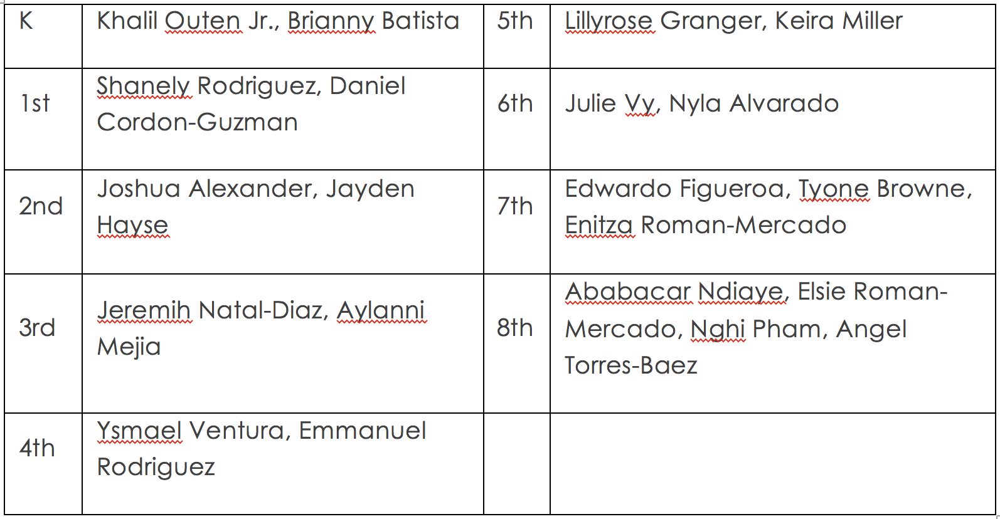 K
Khalil Outen Jr., Brianny Batista
5th
Lillyrose Granger, Keira Miller
1st
Shanely Rodriguez, Daniel
Cordon-Guzman
6th
Julie Vy, Nyla Alvarado
2nd
Joshua Alexander, Jayden
Hayse
7th
Edwardo Figueroa, Tyone Browne,
Enitza Roman-Mercado
3rd
Jeremih Natal-Diaz, Aylanni
Mejia
8th
Ababacar Ndiaye, Elsie Roman-
Mercado, Nghi Pham, Angel
Torres-Baez
4th
Ysmael Ventura, Emmanuel
Rodriguez